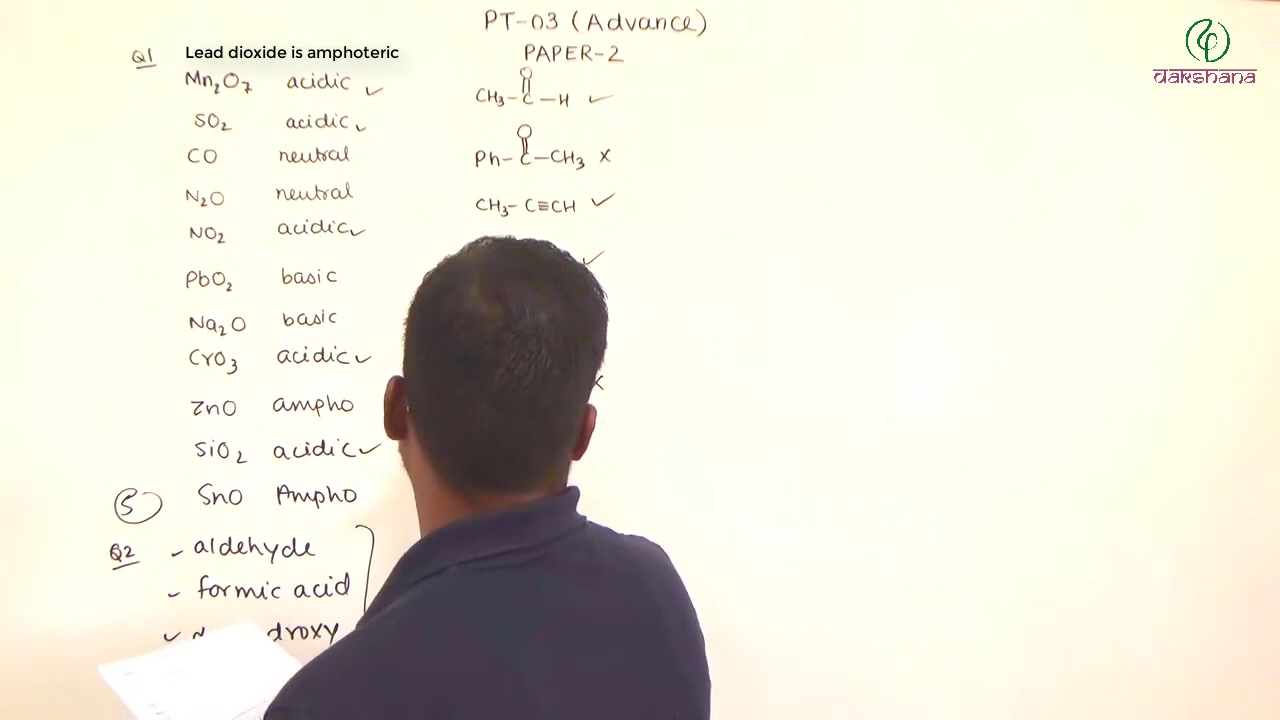 PT-03 (Advance)
PAPER-2
dakshana
Q1 Lead dioxide is amphoteric
Mn2O7 acidic ✓
SO2 acidic ✓
CO neutral
N2O neutral
NO2 acidic ✓
PbO2 basic
Na2O basic
CrO3 acidic ✓
ZnO ampho
SiO2 acidic ✓
5 SnO Ampho
Q2 - aldehyde
- formic acid
✓ droxy
O
CH3-C-H ✓
O
Ph-C-CH3 x
CH3-C≡CH ✓
✓
x